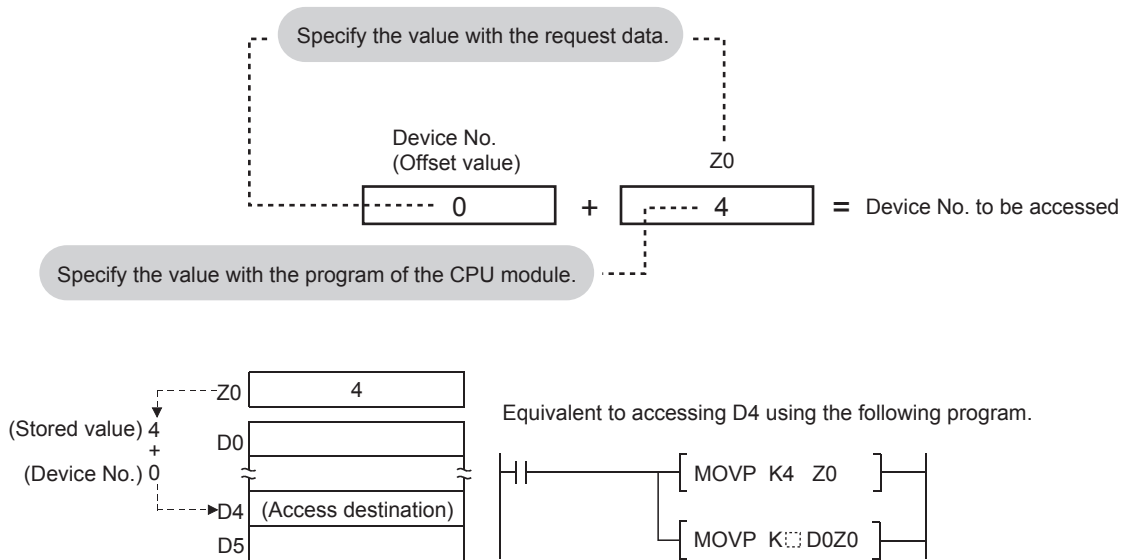 Specify the value with the request data.
Device No.
(Offset value)
Z0
0 + 4 = Device No. to be accessed
Specify the value with the program of the CPU module.
Z0 4
(Stored value) 4
+
(Device No.) 0
D0
D4 (Access destination)
D5
Equivalent to accessing D4 using the following program.
MOVP K4 Z0
MOVP K D0Z0